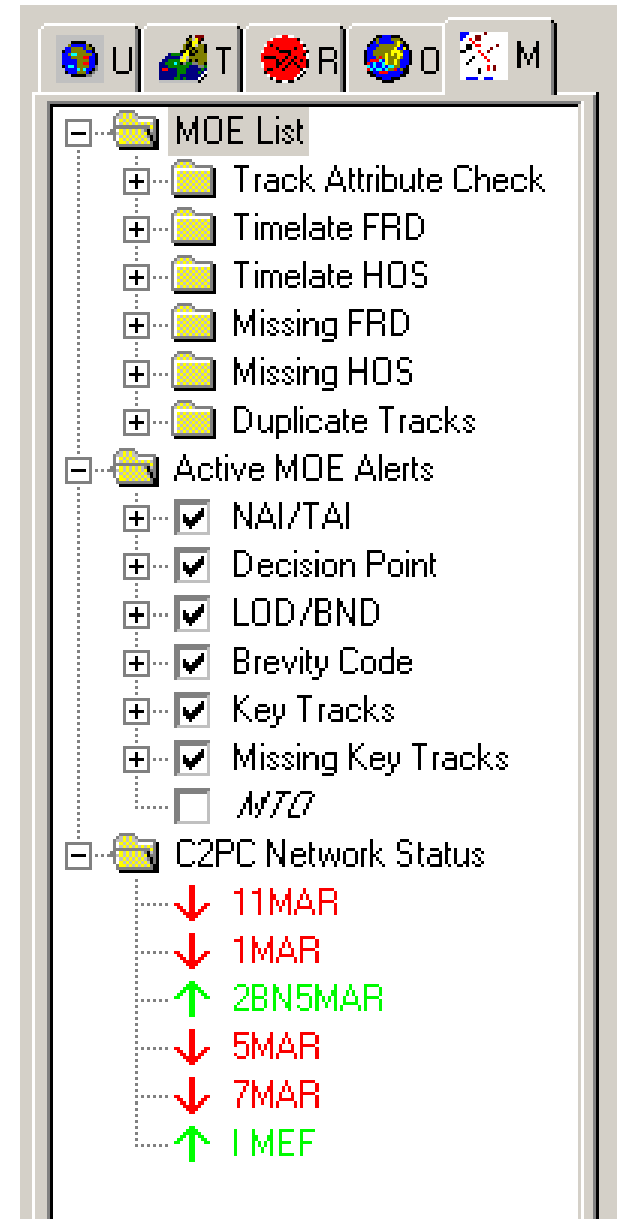 U T R O M
MOE List
Track Attribute Check
Timelate FRD
Timelate HOS
Missing FRD
Missing HOS
Duplicate Tracks
Active MOE Alerts
NAI/TAI
Decision Point
LOD/BND
Brevity Code
Key Tracks
Missing Key Tracks
MTO
C2PC Network Status
11MAR
1MAR
2BN5MAR
5MAR
7MAR
I MEF